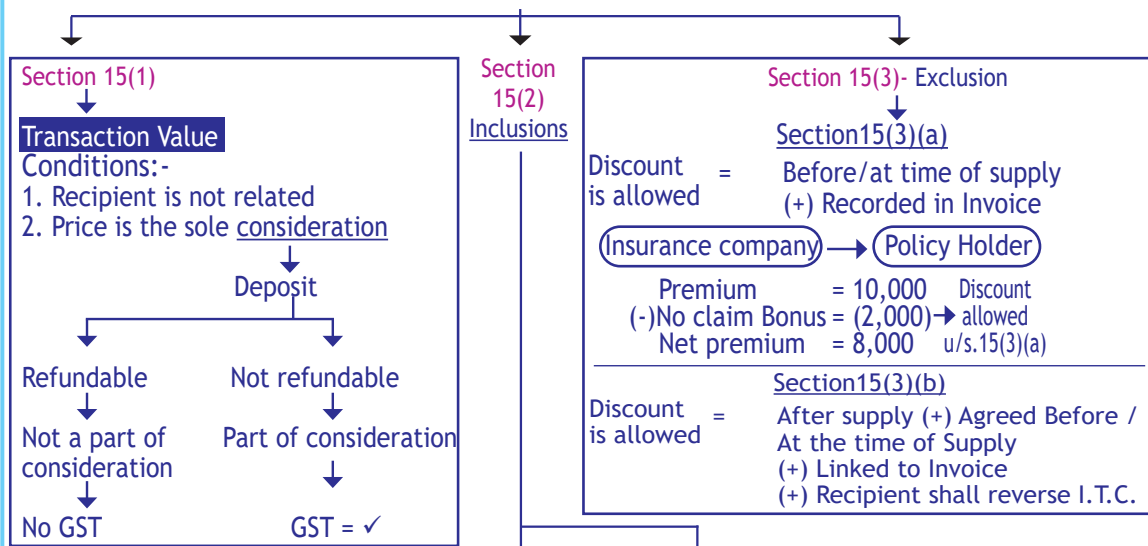 Section 15(1)
Transaction Value
Conditions:-
1. Recipient is not related
2. Price is the sole consideration
Deposit
Refundable Not refundable
Not a part of Part of consideration
consideration
No GST GST = ✓
Section
15(2)
Inclusions
Section 15(3)- Exclusion
Section15(3)(a)
Discount = Before/at time of supply
is allowed (+) Recorded in Invoice
Insurance company Policy Holder
Premium = 10,000 Discount
(-)No claim Bonus = (2,000) allowed
Net premium = 8,000 u/s.15(3)(a)
Section15(3)(b)
Discount = After supply (+) Agreed Before /
is allowed At the time of Supply
(+) Linked to Invoice
(+) Recipient shall reverse I.T.C.